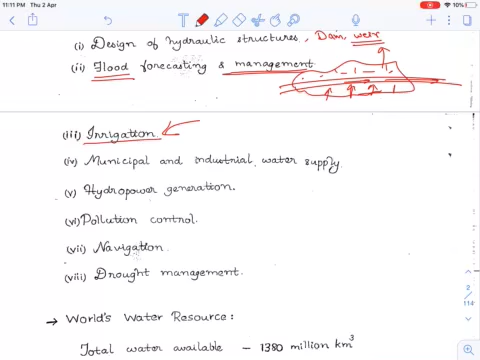 11:11 PM Thu 2 Apr
10%
(i) Design of hydraulic structures, Dam, weir
(ii) Flood forecasting & management
(iii) Irrigation.
(iv) Municipal and industrial water supply.
(v) Hydropower generation.
(vi) Pollution control.
(vii) Navigation.
(viii) Drought management.
→ World's Water Resource:
Total water available – 1380 million km³
2
114